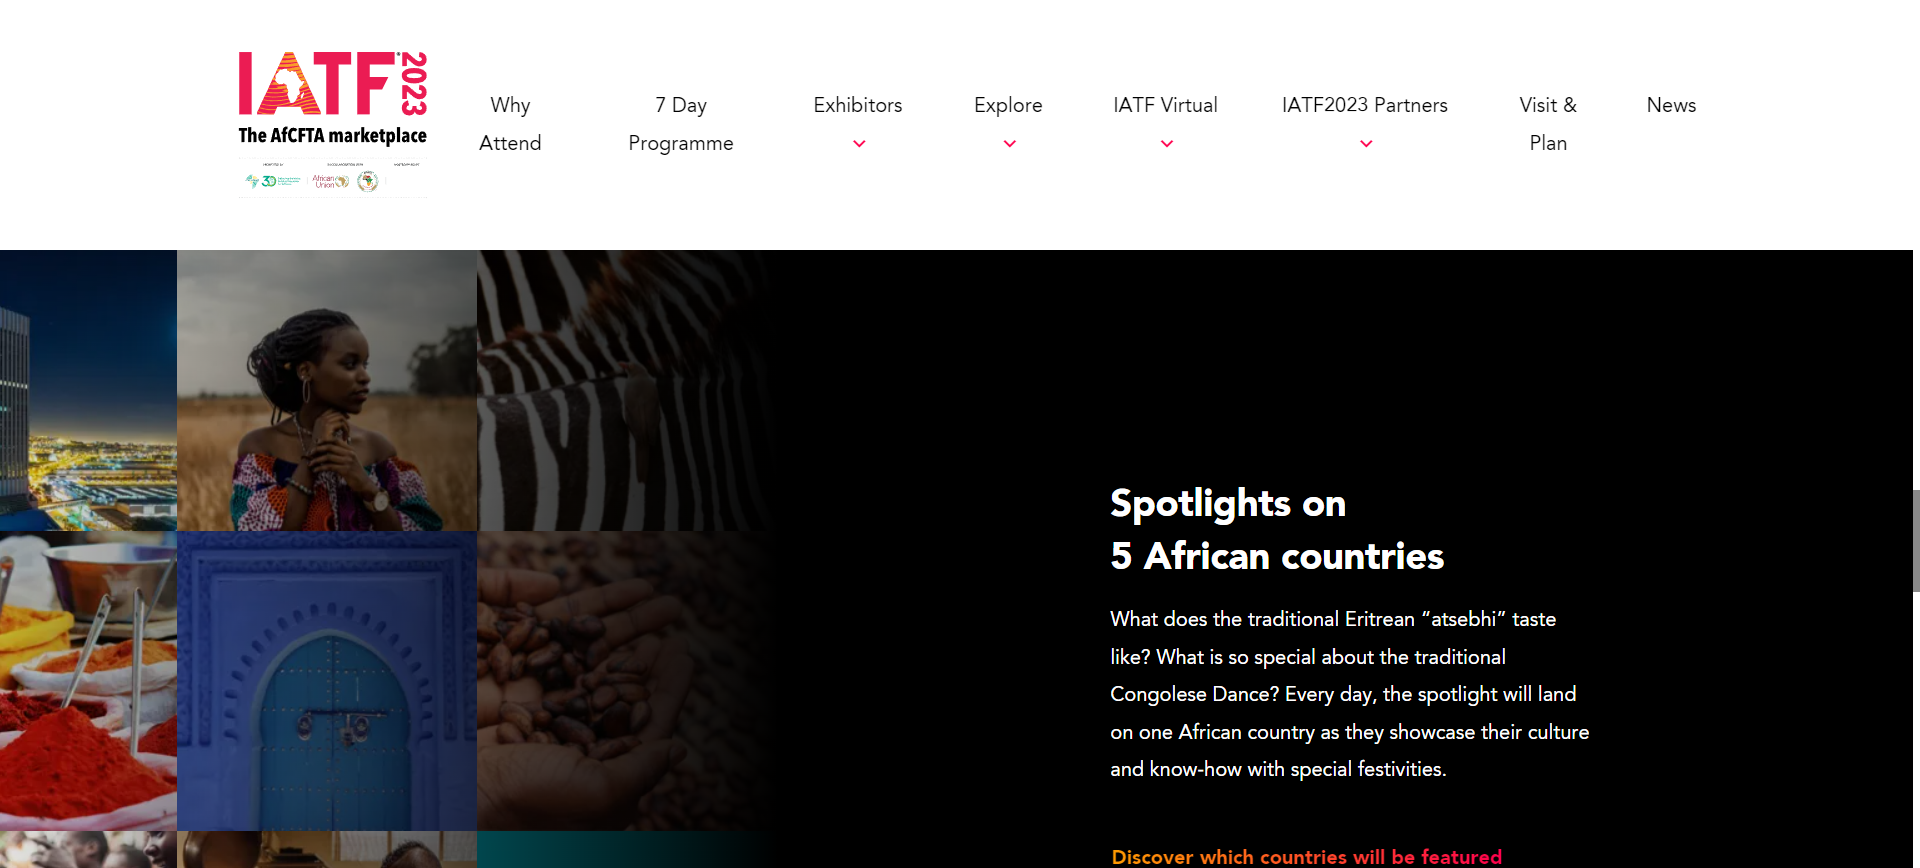 IATF 2023
The AfCFTA marketplace
African
Union
Why
Attend
7 Day
Programme
Exhibitors
Explore
IATF Virtual
IATF2023 Partners
Visit &
Plan
News
Spotlights on
5 African countries
What does the traditional Eritrean “atsebhi” taste
like? What is so special about the traditional
Congolese Dance? Every day, the spotlight will land
on one African country as they showcase their culture
and know-how with special festivities.
Discover which countries will be featured